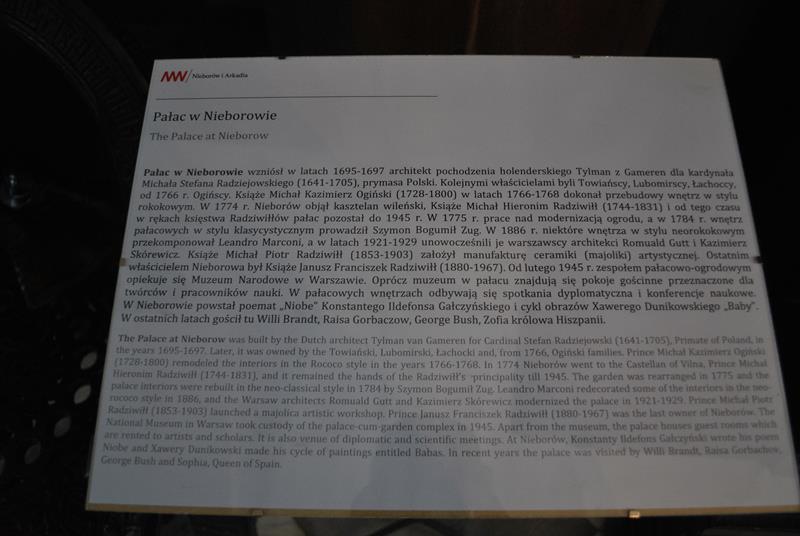 MW/Nieborów i Arkadia
Pałac w Nieborowie
The Palace at Nieborow
Pałac w Nieborowie wzniósł w latach 1695-1697 architekt pochodzenia holenderskiego Tylman z Gameren dla kardynała
Michała Stefana Radziejowskiego (1641-1705), prymasa Polski. Kolejnymi właścicielami byli Towiańscy, Lubomirscy, Łachoccy,
od 1766 r. Ogińscy. Książe Michał Kazimierz Ogiński (1728-1800) w latach 1766-1768 dokonał przebudowy wnętrz w stylu
rokokowym. W 1774 r. Nieborów objął kasztelan wileński, Książe Michał Hieronim Radziwiłł (1744-1831) i od tego czasu
w rękach księstwa Radziwiłłów pałac pozostał do 1945 r. W 1775 r. prace nad modernizacją ogrodu, a w 1784 r. wnętrz
pałacowych w stylu klasycystycznym prowadził Szymon Bogumił Zug. W 1886 r. niektóre wnętrza w stylu neorokokowym
przekomponował Leandro Marconi, a w latach 1921-1929 unowocześnili je warszawscy architekci Romuald Gutt i Kazimierz
Skórewicz. Książe Michał Piotr Radziwiłł (1853-1903) założył manufakturę ceramiki (majoliki) artystycznej. Ostatnim
właścicielem Nieborowa był Książe Janusz Franciszek Radziwiłł (1880-1967). Od lutego 1945 r. zespołem pałacowo-ogrodowym
opiekuje się Muzeum Narodowe w Warszawie. Oprócz muzeum w pałacu znajdują się pokoje gościnne przeznaczone dla
twórców i pracowników nauki. W pałacowych wnętrzach odbywają się spotkania dyplomatyczna i konferencje naukowe.
W Nieborowie powstał poemat „Niobe" Konstantego Ildefonsa Gałczyńskiego i cykl obrazów Xawerego Dunikowskiego „Baby".
W ostatnich latach gościł tu Willi Brandt, Raisa Gorbaczow, George Bush, Zofia królowa Hiszpanii.
The Palace at Nieborow was built by the Dutch architect Tylman van Gameren for Cardinal Stefan Radziejowski (1641-1705), Primate of Poland, in
the years 1695-1697. Later, it was owned by the Towiański, Lubomirski, Łachocki and, from 1766, Ogiński families. Prince Michał Kazimierz Ogiński
(1728-1800) remodeled the interiors in the Rococo style in the years 1766-1768. In 1774 Nieborów went to the Castellan of Vilna, Prince Michał
Hieronim Radziwiłł (1744-1831), and it remained the hands of the Radziwiłł's principality till 1945. The garden was rearranged in 1775 and the
palace interiors were rebuilt in the neo-classical style in 1784 by Szymon Bogumił Zug. Leandro Marconi redecorated some of the interiors in the neo-
rococo style in 1886, and the Warsaw architects Romuald Gutt and Kazimierz Skórewicz modernized the palace in 1921-1929. Prince Michał Piotr
Radziwiłł (1853-1903) launched a majolica artistic workshop. Prince Janusz Franciszek Radziwiłł (1880-1967) was the last owner of Nieborów. The
National Museum in Warsaw took custody of the palace-cum-garden complex in 1945. Apart from the museum, the palace houses guest rooms which
are rented to artists and scholars. It is also venue of diplomatic and scientific meetings. At Nieborów, Konstanty Ildefons Gałczyński wrote his poem
Niobe and Xawery Dunikowski made his cycle of paintings entitled Babas. In recent years the palace was visited by Willi Brandt, Raisa Gorbachev,
George Bush and Sophia, Queen of Spain.